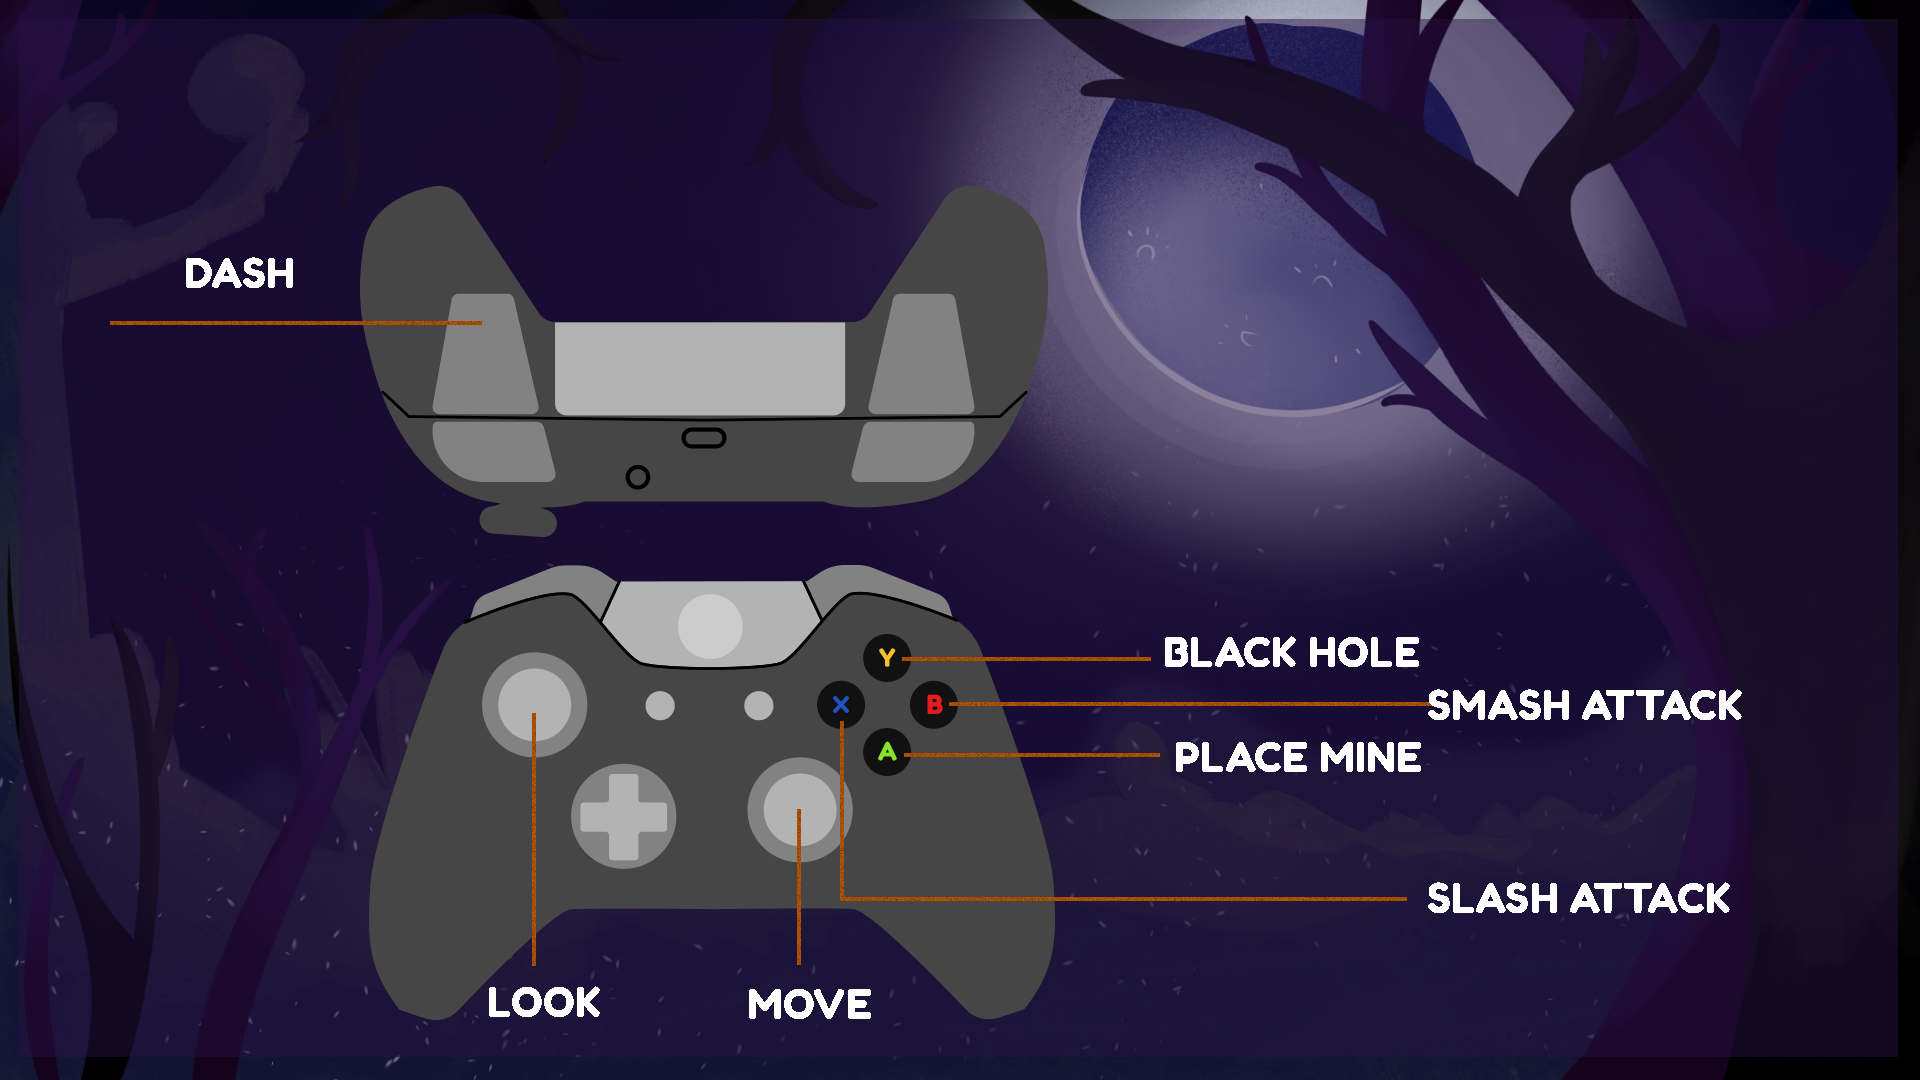 DASH
Y
BLACK HOLE
X
B
SMASH ATTACK
A
PLACE MINE
SLASH ATTACK
LOOK
MOVE